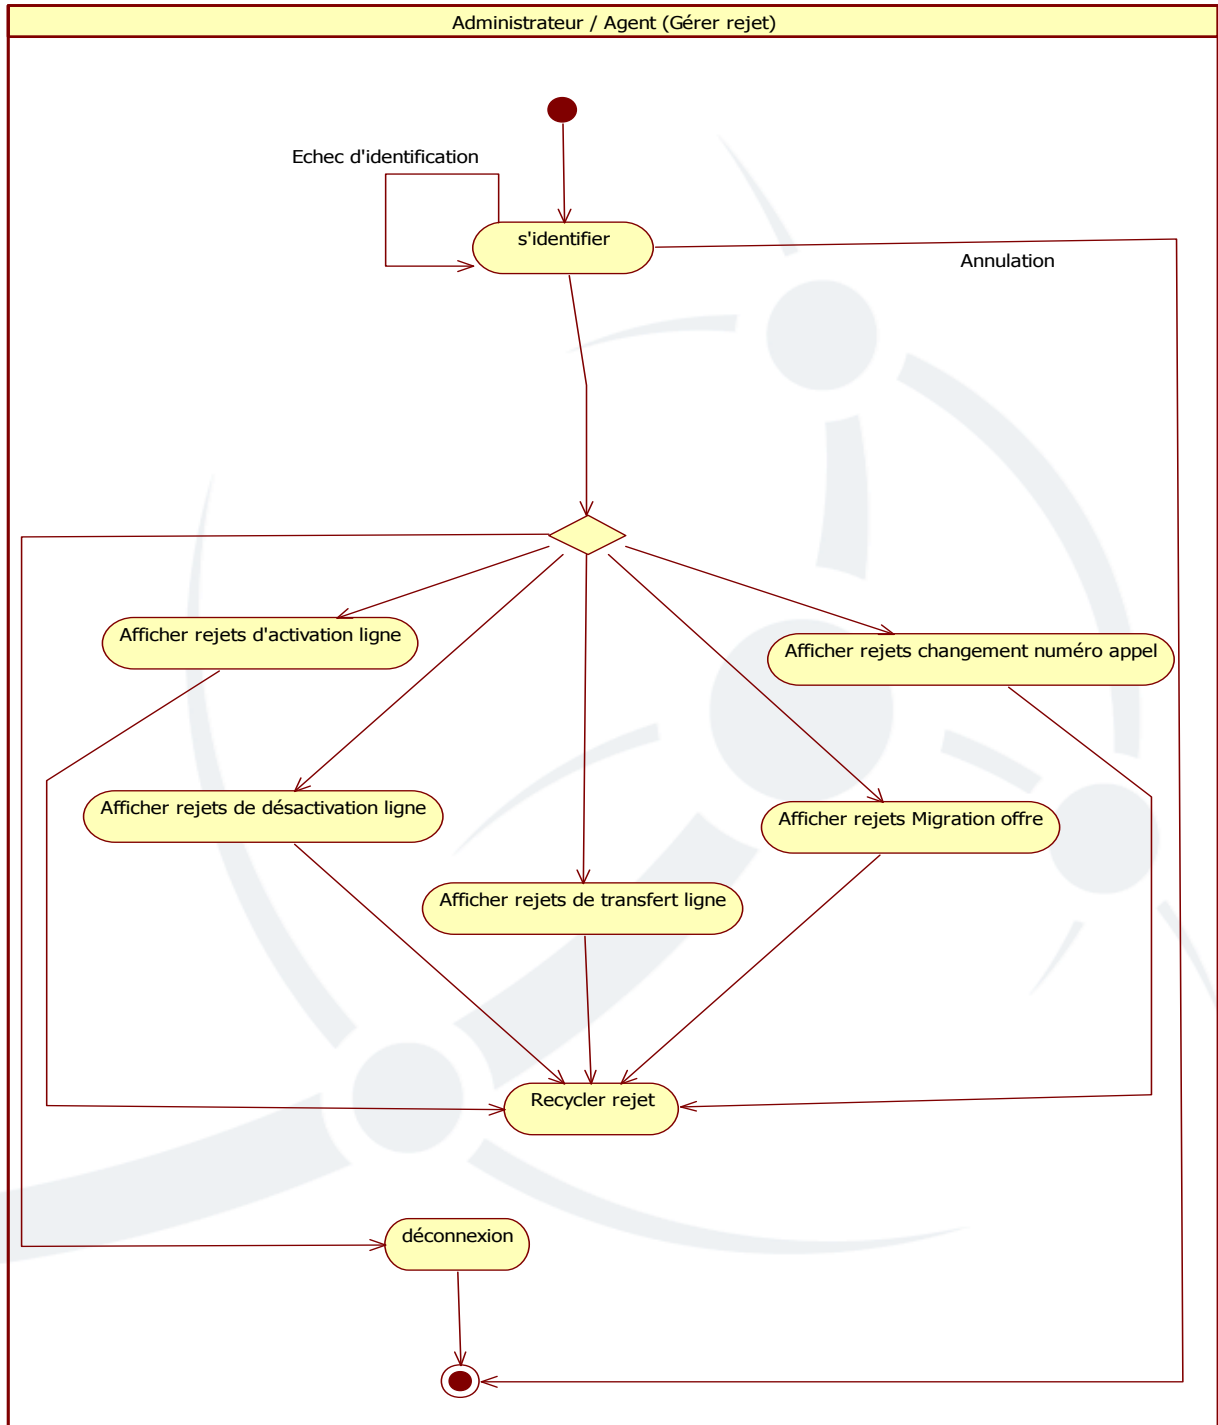 Administrateur / Agent (Gérer rejet)
Echec d'identification
s'identifier
Annulation
Afficher rejets d'activation ligne
Afficher rejets changement numéro appel
Afficher rejets de désactivation ligne
Afficher rejets Migration offre
Afficher rejets de transfert ligne
Recycler rejet
déconnexion